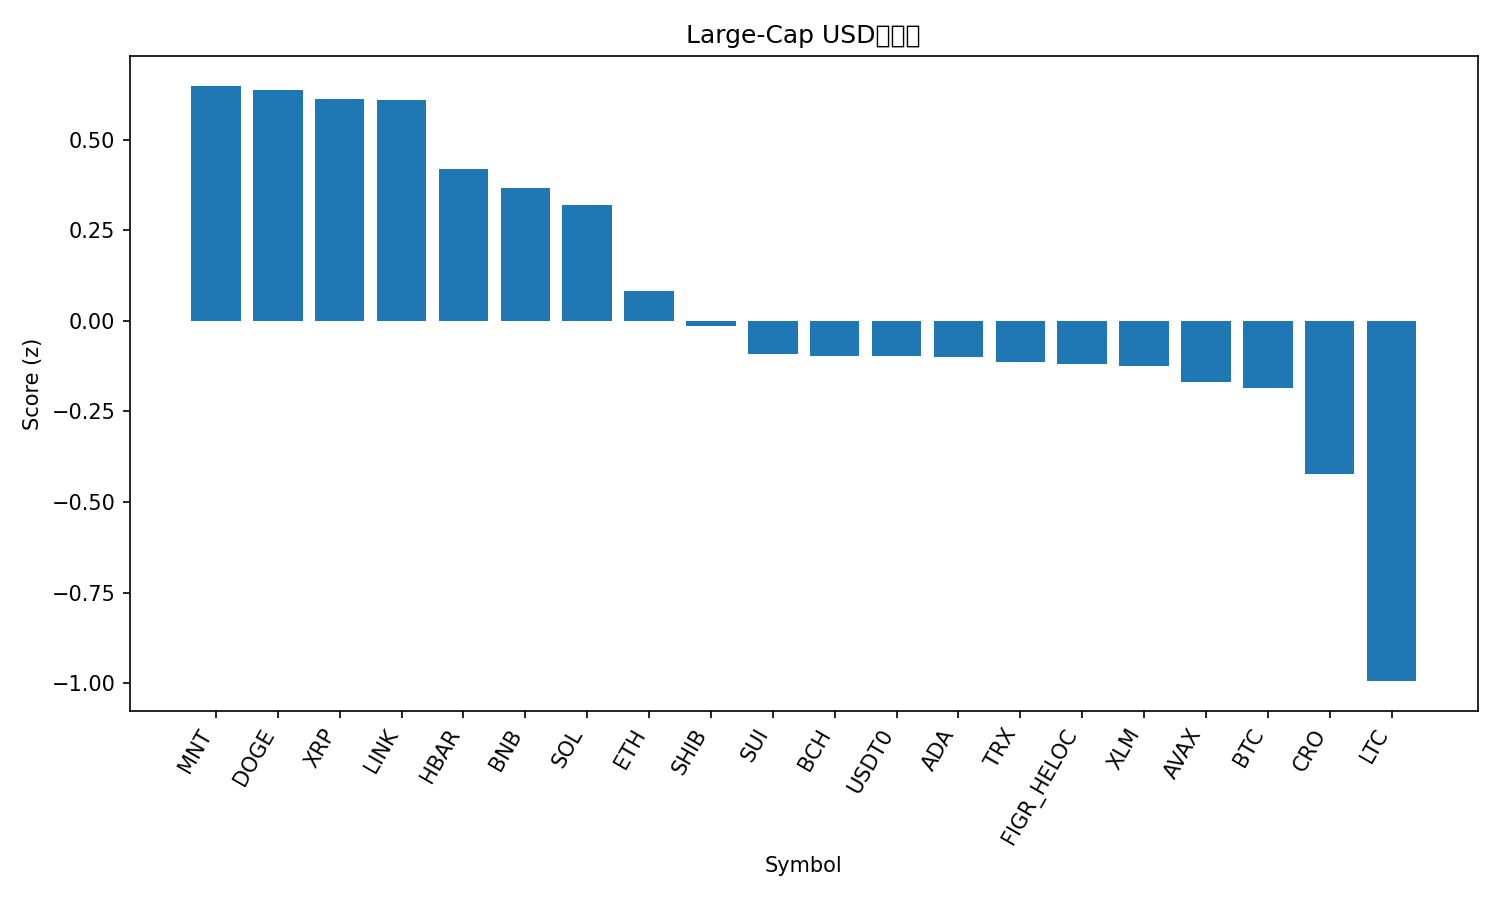 Large-Cap USD
0.50
0.25
0.00
−0.25
−0.50
−0.75
−1.00
Score (z)
MNT
DOGE
XRP
LINK
HBAR
BNB
SOL
ETH
SHIB
SUI
BCH
USDT0
ADA
TRX
FIGR_HELOC
XLM
AVAX
BTC
CRO
LTC
Symbol